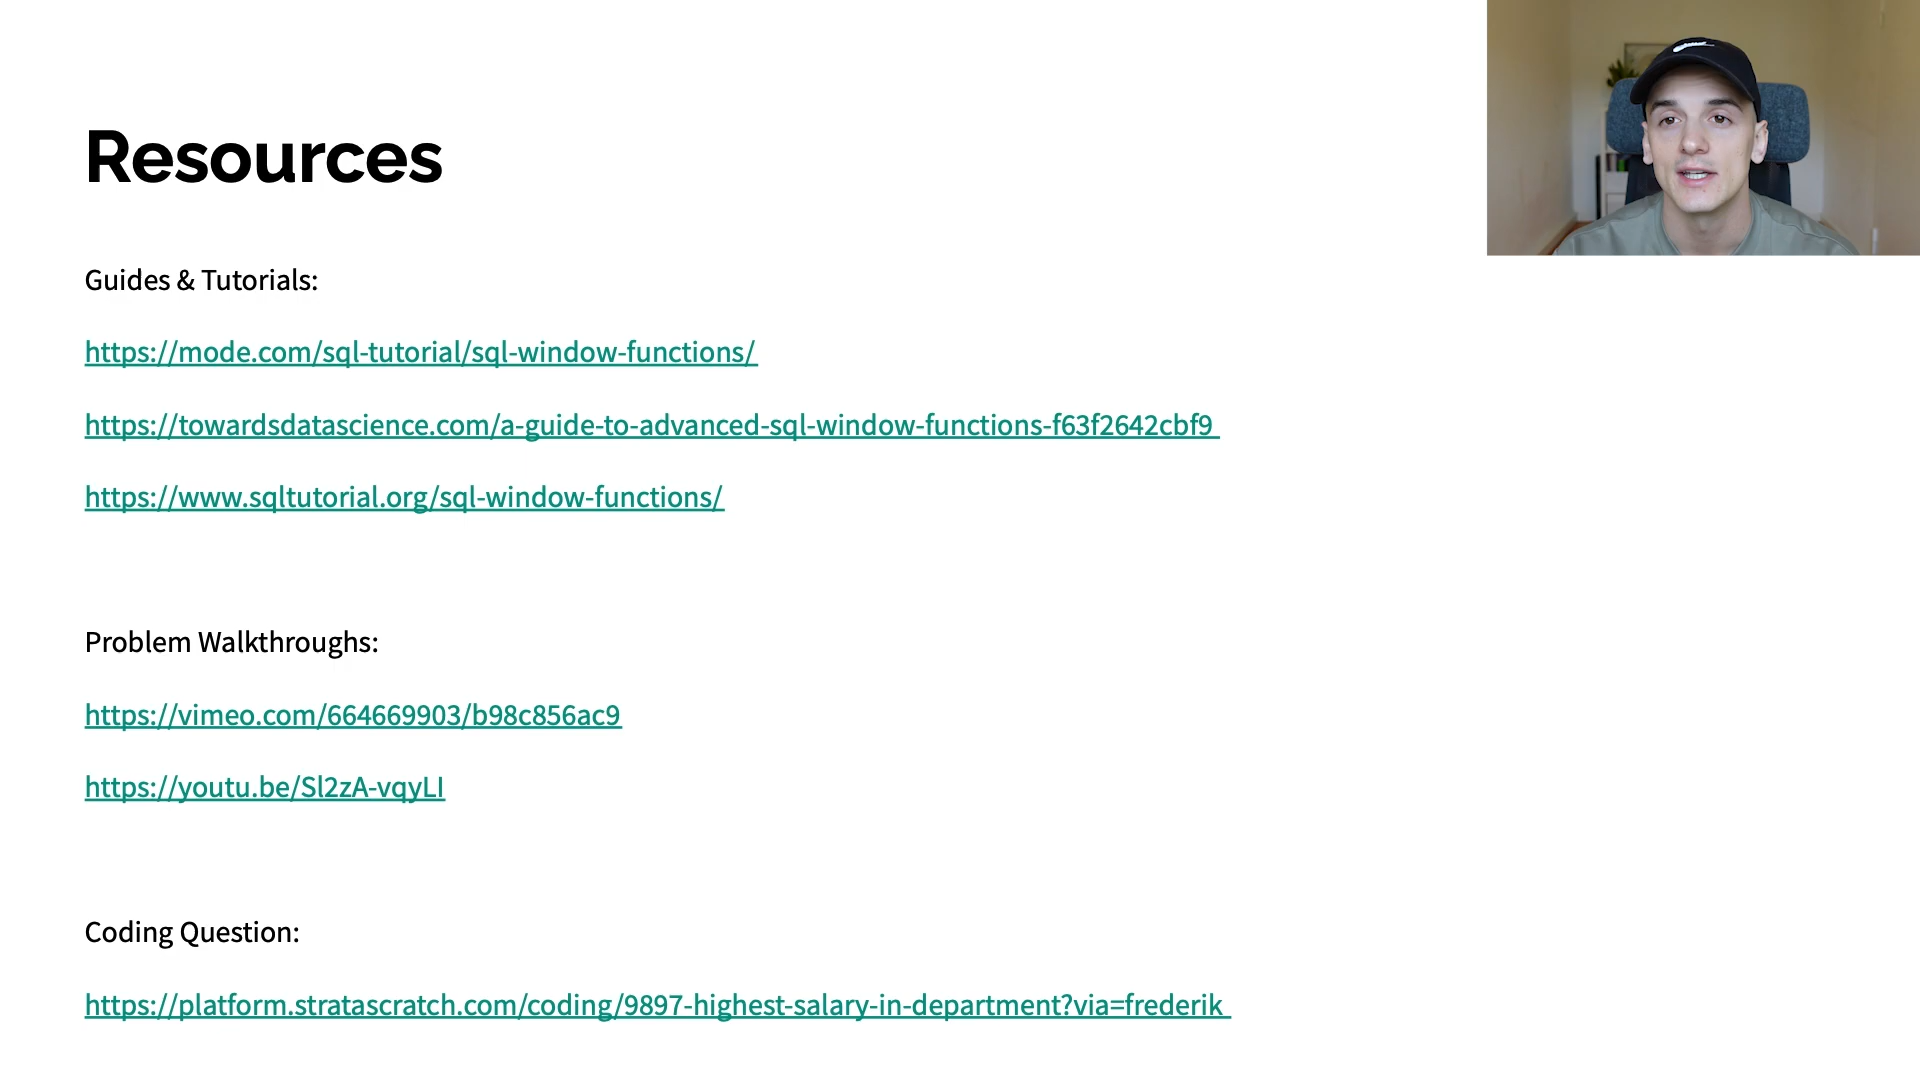 Resources
Guides & Tutorials:
https://mode.com/sql-tutorial/sql-window-functions/
https://towardsdatascience.com/a-guide-to-advanced-sql-window-functions-f63f2642cbf9
https://www.sqltutorial.org/sql-window-functions/
Problem Walkthroughs:
https://vimeo.com/664669903/b98c856ac9
https://youtu.be/Sl2zA-vqyLI
Coding Question:
https://platform.stratascratch.com/coding/9897-highest-salary-in-department?via=frederik